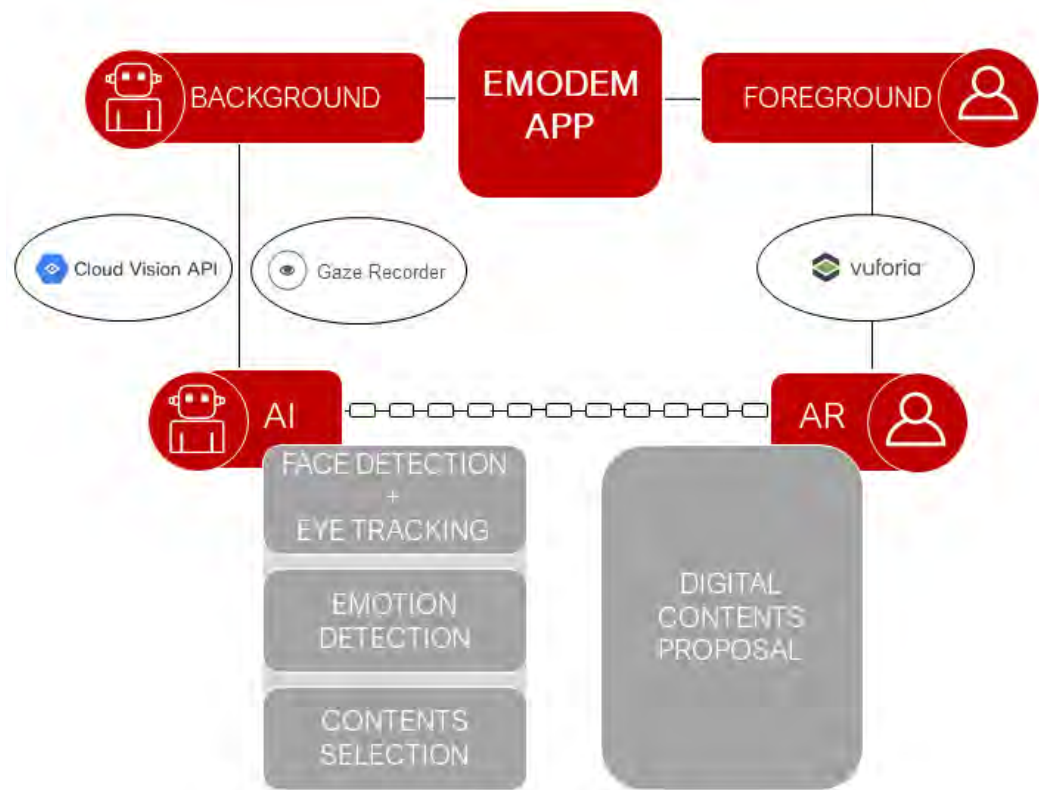 BACKGROUND
EMODEM
APP
FOREGROUND
Cloud Vision API
Gaze Recorder
vuforia
AI
AR
FACE DETECTION
+
EYE TRACKING
EMOTION
DETECTION
CONTENTS
SELECTION
DIGITAL
CONTENTS
PROPOSAL